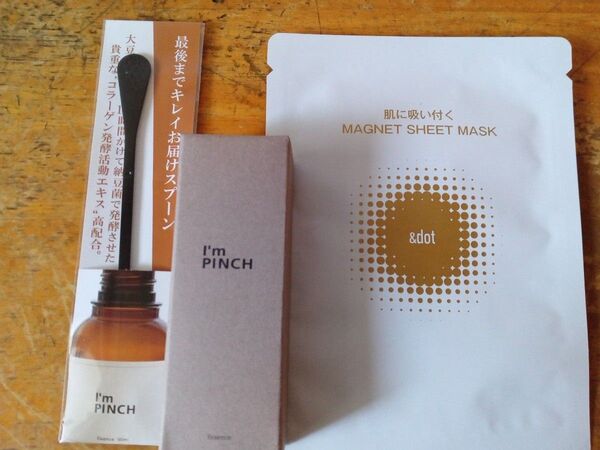 最後までキレイお届けスプーン
時間かけて納豆菌で発酵させた
貴重な"コラーゲン発酵活動エキス"高配合。
I'm
PINCH
Essence
I'm
PINCH
Essence
肌に吸い付く
MAGNET SHEET MASK
&dot